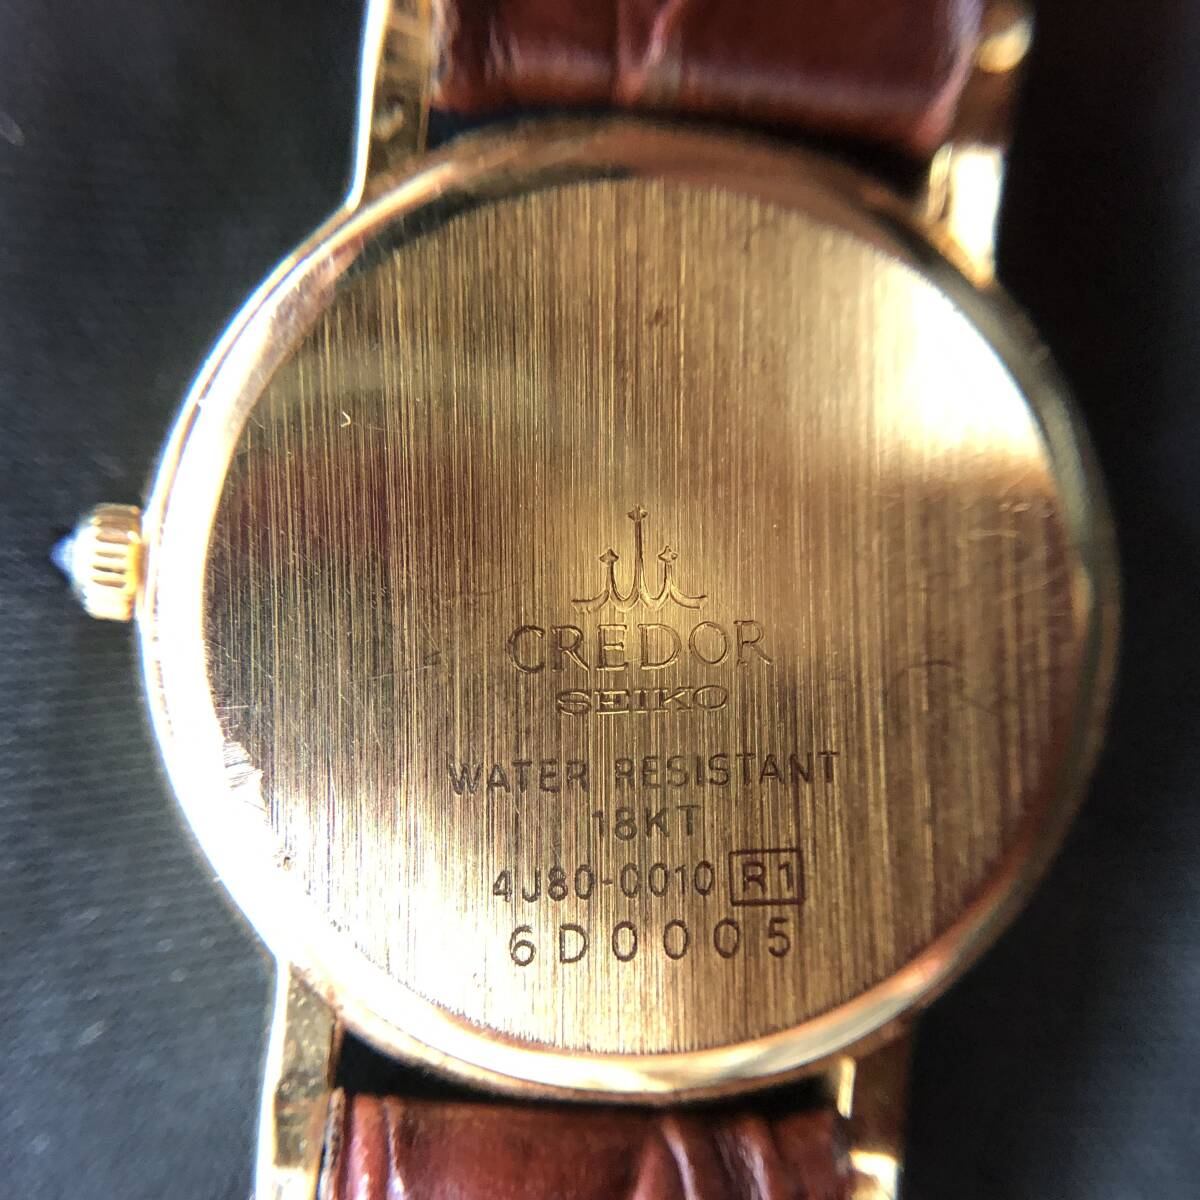 CREDOR
SEIKO
WATER RESISTANT
18KT
4J80-0010 R1
6D0005